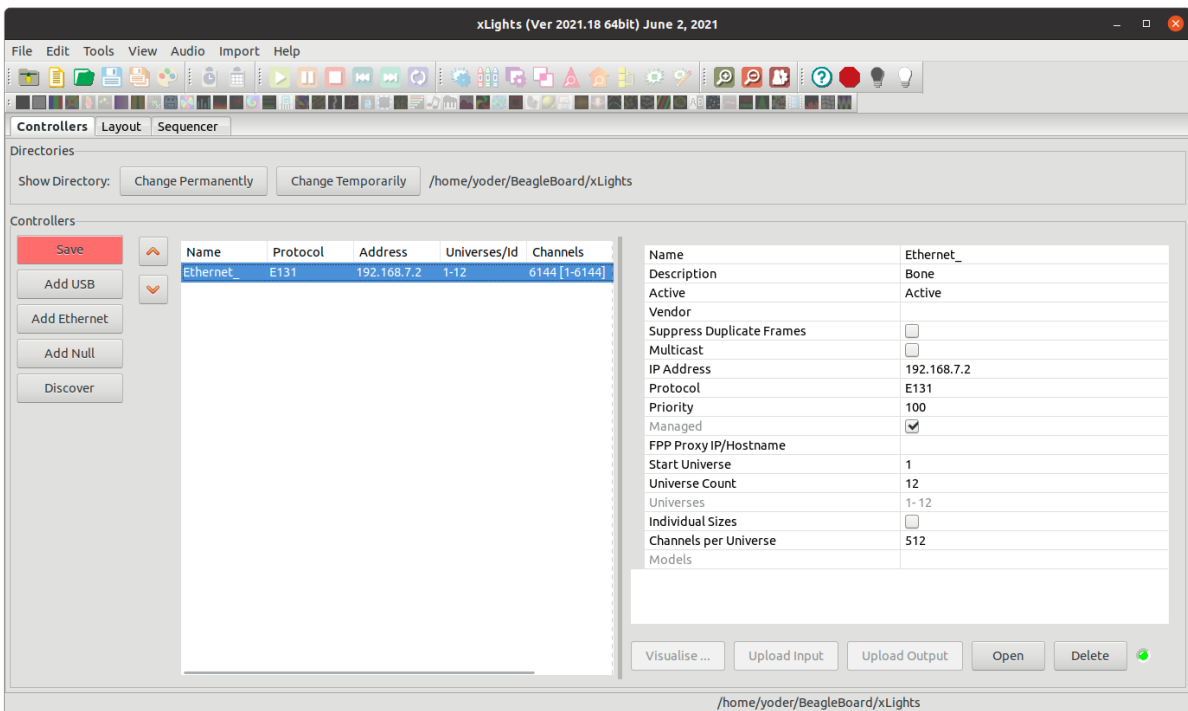 xLights (Ver 2021.18 64bit) June 2, 2021
File Edit Tools View Audio Import Help
Controllers Layout Sequencer
Directories
Show Directory: Change Permanently Change Temporarily /home/yoder/BeagleBoard/xLights
Controllers
Save
Add USB
Add Ethernet
Add Null
Discover
Name Protocol Address Universes/Id Channels
Ethernet_ E131 192.168.7.2 1-12 6144 [1-6144]
Name Ethernet_
Description Bone
Active Active
Vendor
Suppress Duplicate Frames
Multicast
IP Address 192.168.7.2
Protocol E131
Priority 100
Managed
FPP Proxy IP/Hostname
Start Universe 1
Universe Count 12
Universes 1- 12
Individual Sizes
Channels per Universe 512
Models
Visualise ... Upload Input Upload Output Open Delete
/home/yoder/BeagleBoard/xLights